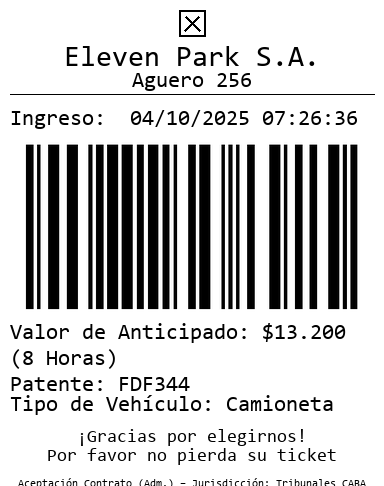 Eleven Park S.A.
Aguero 256
Ingreso: 04/10/2025 07:26:36
Valor de Anticipado: $13.200
(8 Horas)
Patente: FDF344
Tipo de Vehículo: Camioneta
¡Gracias por elegirnos!
Por favor no pierda su ticket
Aceptación Contrato (Adm.) – Jurisdicción: Tribunales CABA